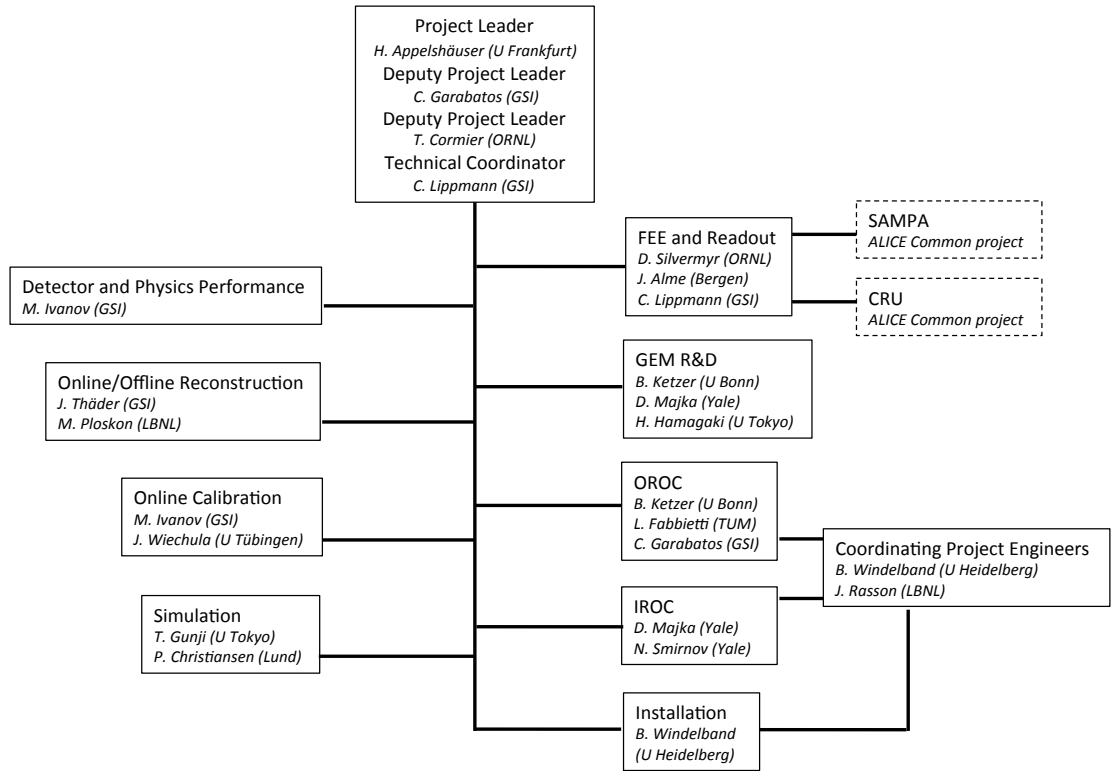 Project Leader
H. Appelshäuser (U Frankfurt)
Deputy Project Leader
C. Garabatos (GSI)
Deputy Project Leader
T. Cormier (ORNL)
Technical Coordinator
C. Lippmann (GSI)
Detector and Physics Performance
M. Ivanov (GSI)
Online/Offline Reconstruction
J. Thäder (GSI)
M. Ploskon (LBNL)
Online Calibration
M. Ivanov (GSI)
J. Wiechula (U Tübingen)
Simulation
T. Gunji (U Tokyo)
P. Christiansen (Lund)
FEE and Readout
D. Silvermyr (ORNL)
J. Alme (Bergen)
C. Lippmann (GSI)
SAMPA
ALICE Common project
CRU
ALICE Common project
GEM R&D
B. Ketzer (U Bonn)
D. Majka (Yale)
H. Hamagaki (U Tokyo)
OROC
B. Ketzer (U Bonn)
L. Fabbietti (TUM)
C. Garabatos (GSI)
IROC
D. Majka (Yale)
N. Smirnov (Yale)
Coordinating Project Engineers
B. Windelband (U Heidelberg)
J. Rasson (LBNL)
Installation
B. Windelband
(U Heidelberg)